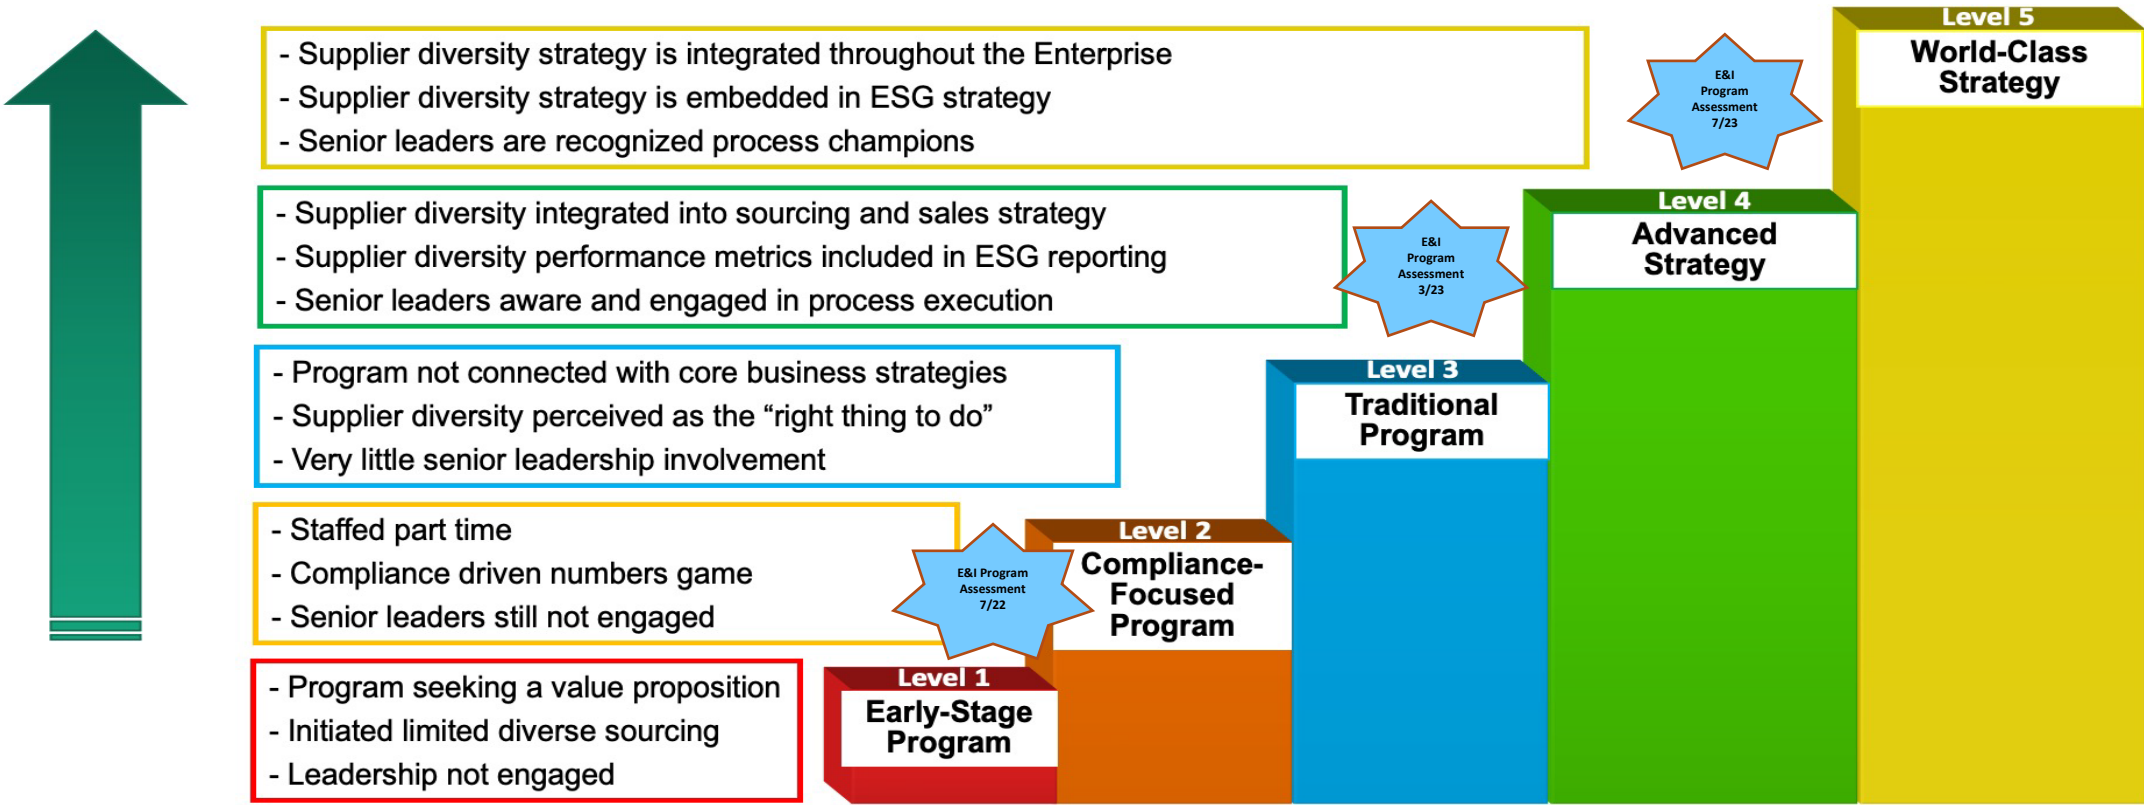 Level 5
World-Class
Strategy
- Supplier diversity strategy is integrated throughout the Enterprise
- Supplier diversity strategy is embedded in ESG strategy
- Senior leaders are recognized process champions
E&I
Program
Assessment
7/23
Level 4
Advanced
Strategy
- Supplier diversity integrated into sourcing and sales strategy
- Supplier diversity performance metrics included in ESG reporting
- Senior leaders aware and engaged in process execution
E&I
Program
Assessment
3/23
Level 3
Traditional
Program
- Program not connected with core business strategies
- Supplier diversity perceived as the “right thing to do”
- Very little senior leadership involvement
Level 2
Compliance-
Focused
Program
- Staffed part time
- Compliance driven numbers game
- Senior leaders still not engaged
E&I Program
Assessment
7/22
Level 1
Early-Stage
Program
- Program seeking a value proposition
- Initiated limited diverse sourcing
- Leadership not engaged